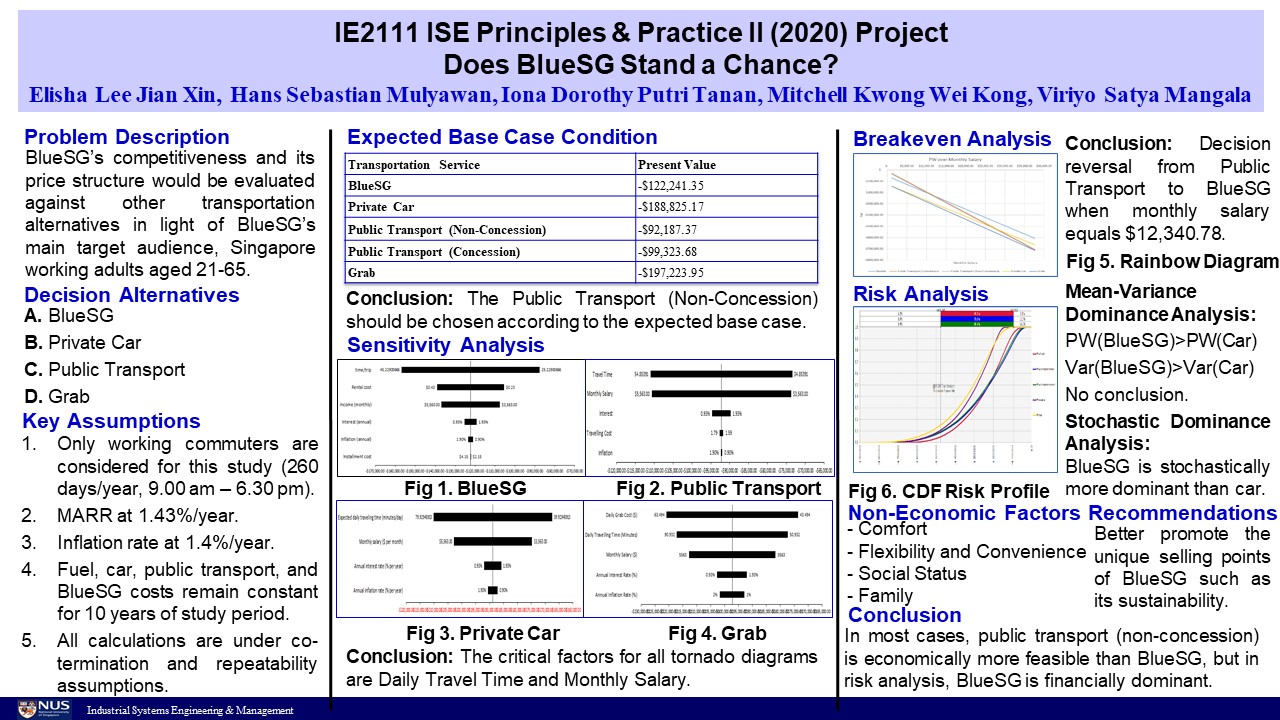 IE2111 ISE Principles & Practice II (2020) Project
Does BlueSG Stand a Chance?
Elisha Lee Jian Xin, Hans Sebastian Mulyawan, Iona Dorothy Putri Tanan, Mitchell Kwong Wei Kong, Viriyo Satya Mangala
Problem Description
BlueSG’s competitiveness and its
price structure would be evaluated
against other transportation
alternatives in light of BlueSG’s
main target audience, Singapore
working adults aged 21-65.
Decision Alternatives
A. BlueSG
B. Private Car
C. Public Transport
D. Grab
Key Assumptions
1. Only working commuters are
considered for this study (260
days/year, 9.00 am – 6.30 pm).
2. MARR at 1.43%/year.
3. Inflation rate at 1.4%/year.
4. Fuel, car, public transport, and
BlueSG costs remain constant
for 10 years of study period.
5. All calculations are under co-
termination and repeatability
assumptions.
Expected Base Case Condition
Transportation Service Present Value
BlueSG -$122,241.35
Private Car -$188,825.17
Public Transport (Non-Concession) -$92,187.37
Public Transport (Concession) -$99,323.68
Grab -$197,223.95
Conclusion: The Public Transport (Non-Concession)
should be chosen according to the expected base case.
Sensitivity Analysis
Rental cost
Income (monthly)
Interest (annual)
Inflation (annual)
Installment cost
Fig 1. BlueSG
Travel Time
Monthly Salary
Interest
Travelling Cost
Inflation
Fig 2. Public Transport
Expected daily traveling time (minutes/day)
Monthly salary ($ per month)
Annual interest rate (% per year)
Annual inflation rate (% per year)
Fig 3. Private Car
Daily Grab Cost ($)
Daily Travelling Time (Minutes)
Monthly Salary ($)
Annual Interest Rate (%)
Annual Inflation Rate (%)
Fig 4. Grab
Conclusion: The critical factors for all tornado diagrams
are Daily Travel Time and Monthly Salary.
Breakeven Analysis
PW over Monthly Salary
Conclusion: Decision
reversal from Public
Transport to BlueSG
when monthly salary
equals $12,340.78.
Fig 5. Rainbow Diagram
Risk Analysis
Fig 6. CDF Risk Profile
Mean-Variance
Dominance Analysis:
PW(BlueSG)>PW(Car)
Var(BlueSG)>Var(Car)
No conclusion.
Stochastic Dominance
Analysis:
BlueSG is stochastically
more dominant than car.
Non-Economic Factors
- Comfort
- Flexibility and Convenience
- Social Status
- Family
Recommendations
Better promote the
unique selling points
of BlueSG such as
its sustainability.
Conclusion
In most cases, public transport (non-concession)
is economically more feasible than BlueSG, but in
risk analysis, BlueSG is financially dominant.
NUS
National University
of Singapore
Industrial Systems Engineering & Management